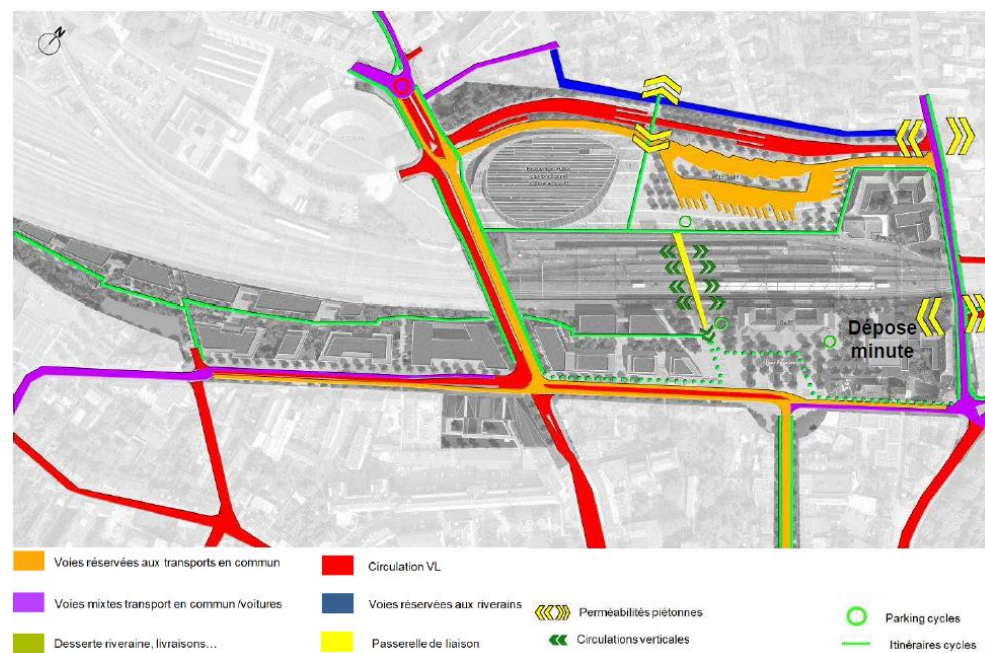 N
GARE
Dépose
minute
Voies réservées aux transports en commun
Circulation VL
Voies mixtes transport en commun /voitures
Voies réservées aux riverains
Perméabilités piétonnes
Parking cycles
Desserte riveraine, livraisons...
Passerelle de liaison
Circulations verticales
Itinéraires cycles